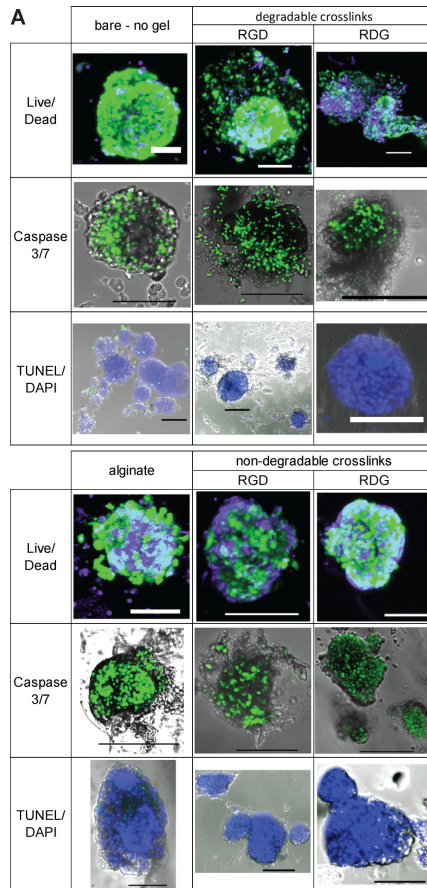 A
bare - no gel
degradable crosslinks
RGD
RDG
Live/
Dead
Caspase
3/7
TUNEL/
DAPI
alginate
non-degradable crosslinks
RGD
RDG
Live/
Dead
Caspase
3/7
TUNEL/
DAPI